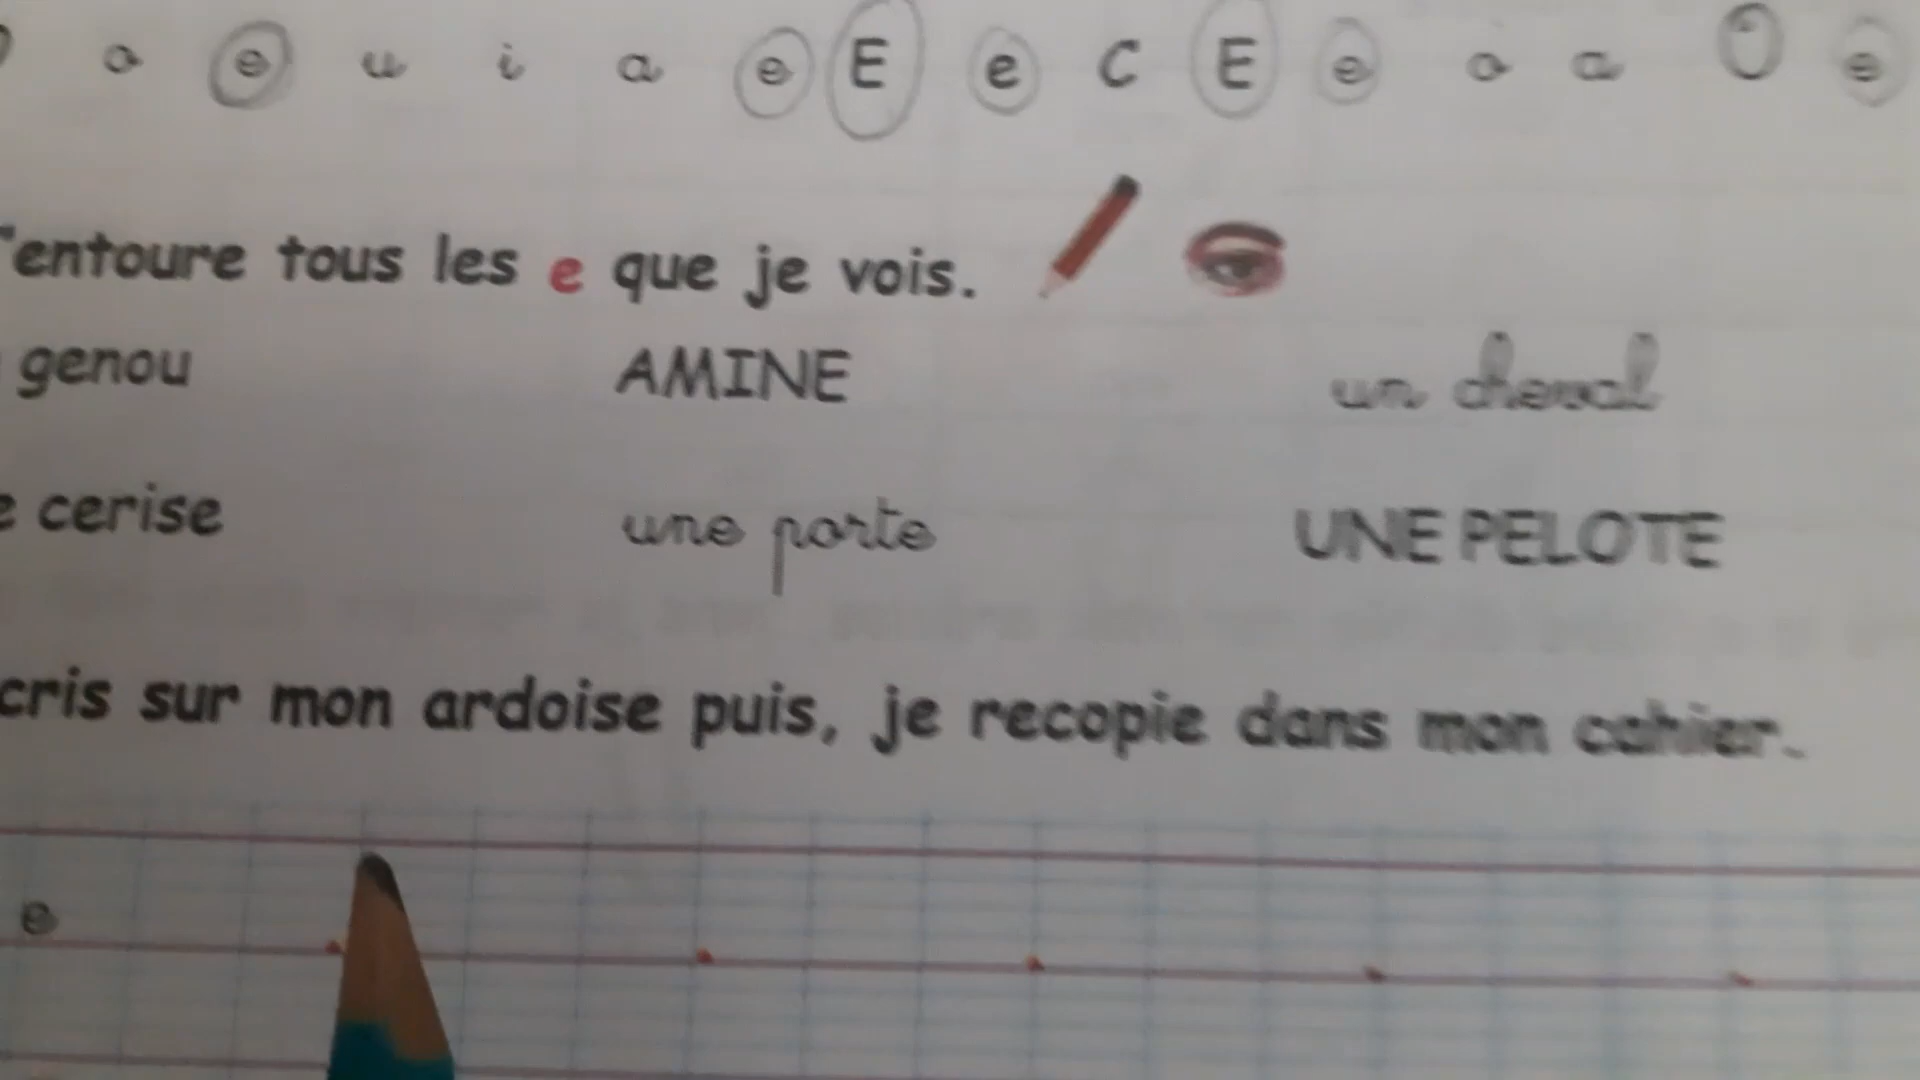 o e u i a e E e C E e o a O e
'entoure tous les e que je vois.
genou AMINE un cheval
e cerise une porte UNE PELOTE
cris sur mon ardoise puis, je recopie dans mon cahier.
e